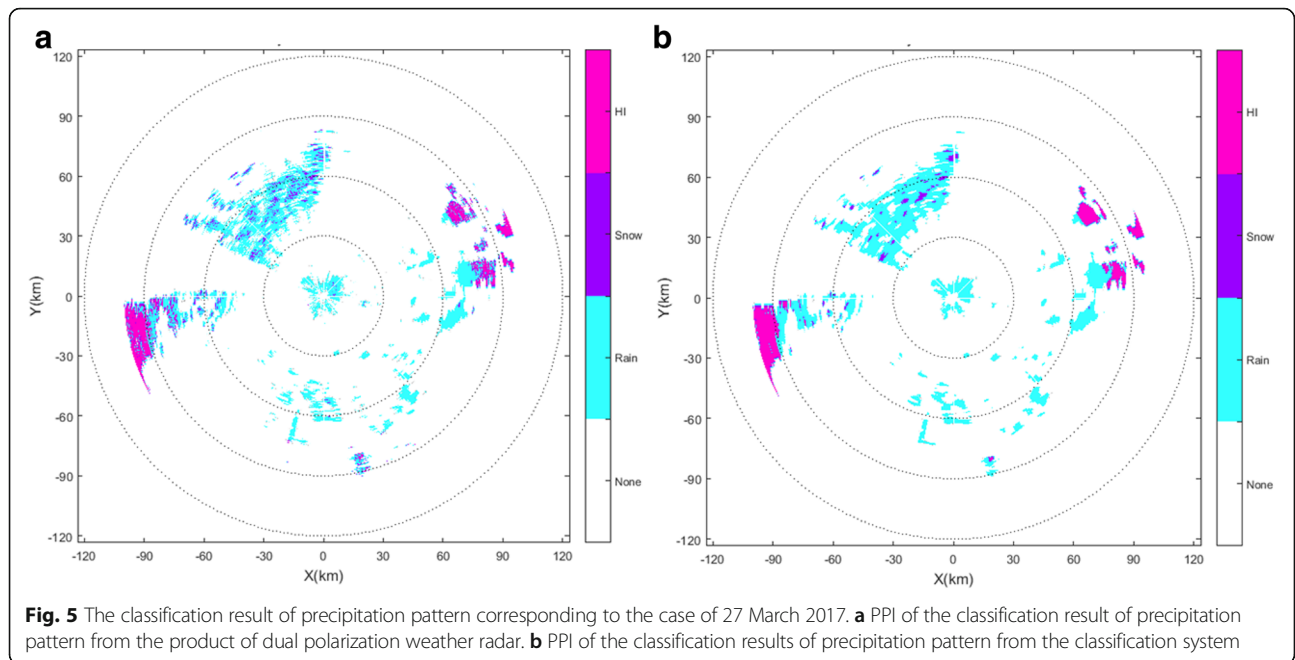 a
120
90
60
30
0
-30
-60
-90
-120
Y(km)
-120 -90 -60 -30 0 30 60 90 120
X(km)
HI
Snow
Rain
None
b
120
90
60
30
0
-30
-60
-90
-120
Y(km)
-120 -90 -60 -30 0 30 60 90 120
X(km)
HI
Snow
Rain
None
Fig. 5 The classification result of precipitation pattern corresponding to the case of 27 March 2017. a PPI of the classification result of precipitation
pattern from the product of dual polarization weather radar. b PPI of the classification results of precipitation pattern from the classification system